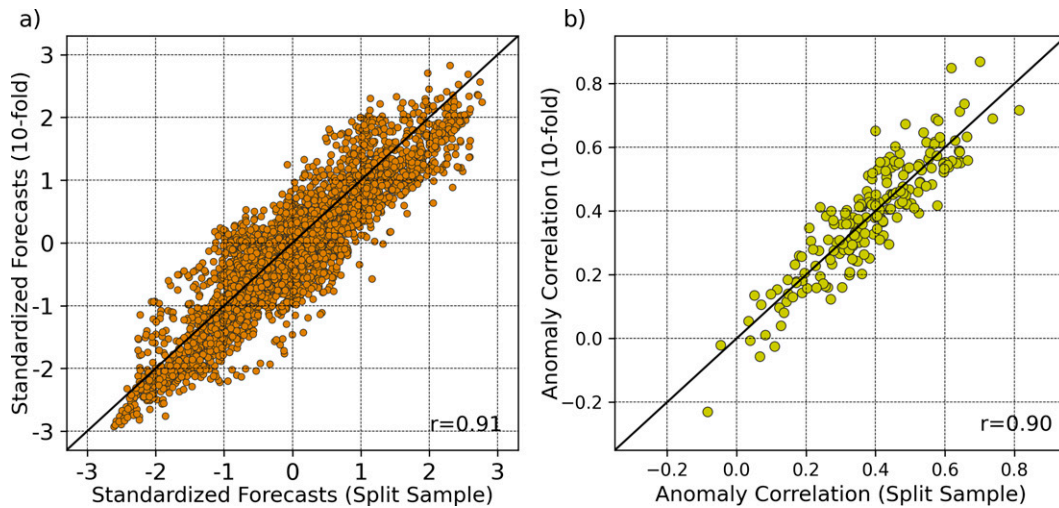 a)
3
2
1
0
-1
-2
-3
Standardized Forecasts (10-fold)
r=0.91
-3 -2 -1 0 1 2 3
Standardized Forecasts (Split Sample)
b)
0.8
0.6
0.4
0.2
0.0
−0.2
Anomaly Correlation (10-fold)
r=0.90
−0.2 0.0 0.2 0.4 0.6 0.8
Anomaly Correlation (Split Sample)